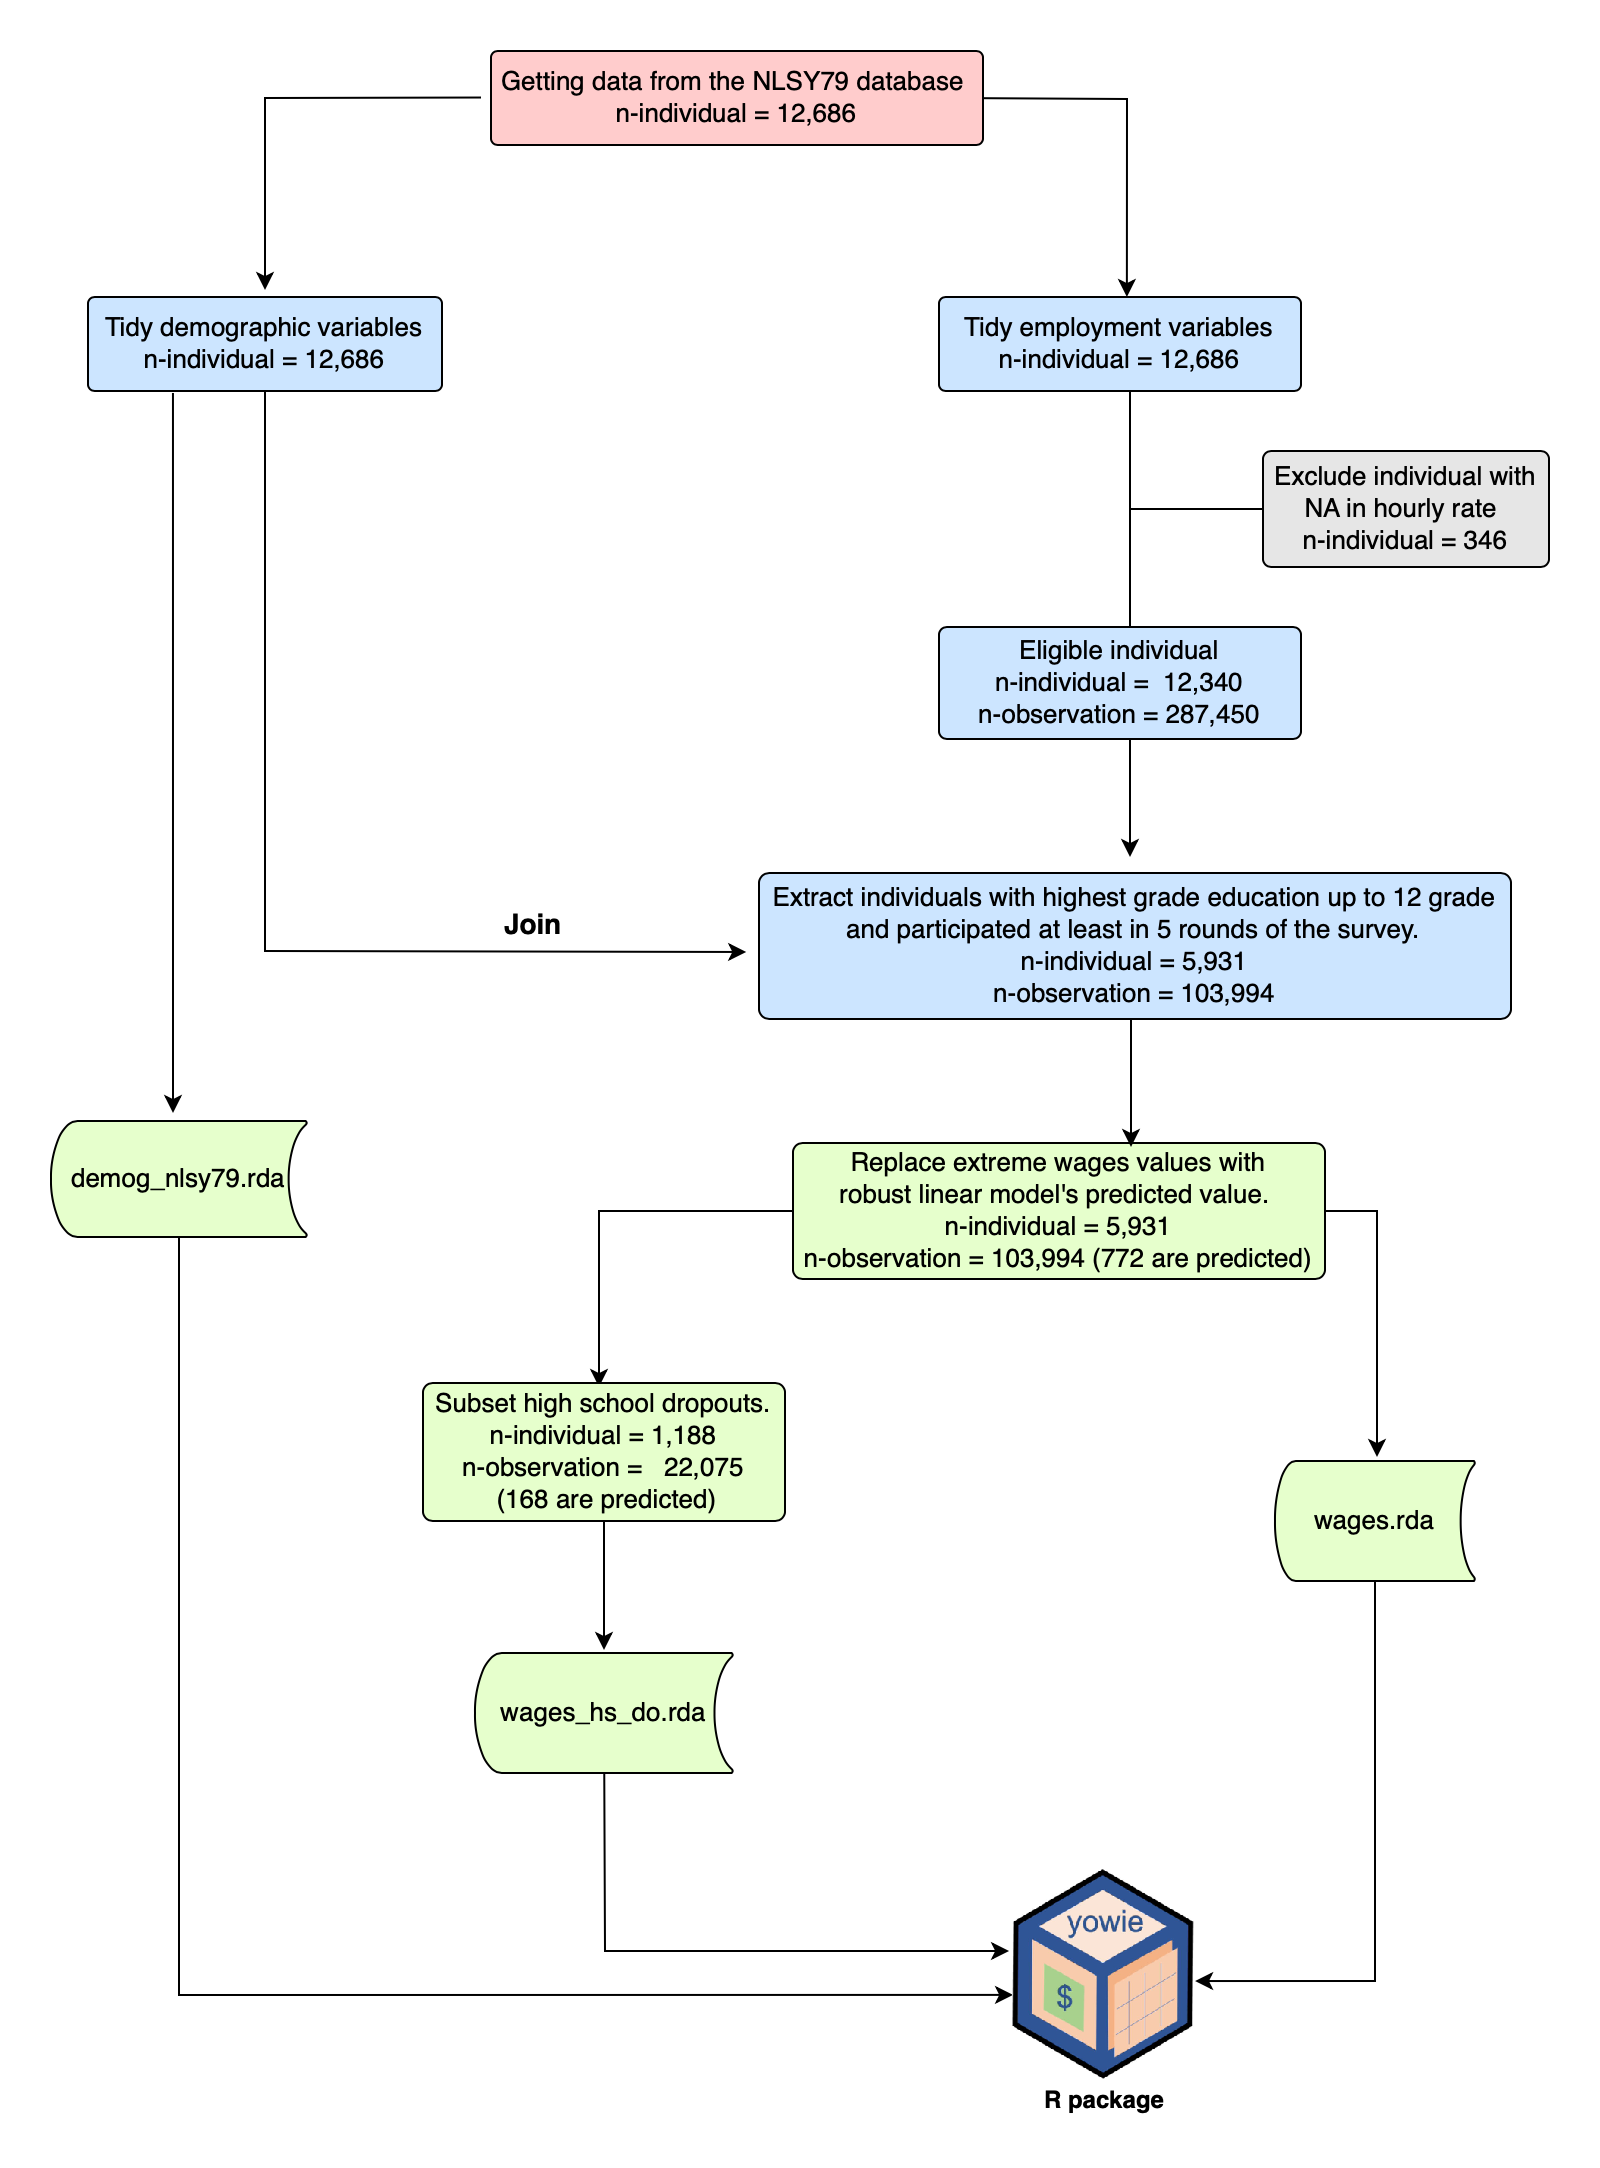 Getting data from the NLSY79 database
n-individual = 12,686
Tidy demographic variables
n-individual = 12,686
Tidy employment variables
n-individual = 12,686
Exclude individual with
NA in hourly rate
n-individual = 346
Eligible individual
n-individual = 12,340
n-observation = 287,450
Join
Extract individuals with highest grade education up to 12 grade
and participated at least in 5 rounds of the survey.
n-individual = 5,931
n-observation = 103,994
demog_nlsy79.rda
Replace extreme wages values with
robust linear model's predicted value.
n-individual = 5,931
n-observation = 103,994 (772 are predicted)
Subset high school dropouts.
n-individual = 1,188
n-observation = 22,075
(168 are predicted)
wages.rda
wages_hs_do.rda
yowie
$
R package